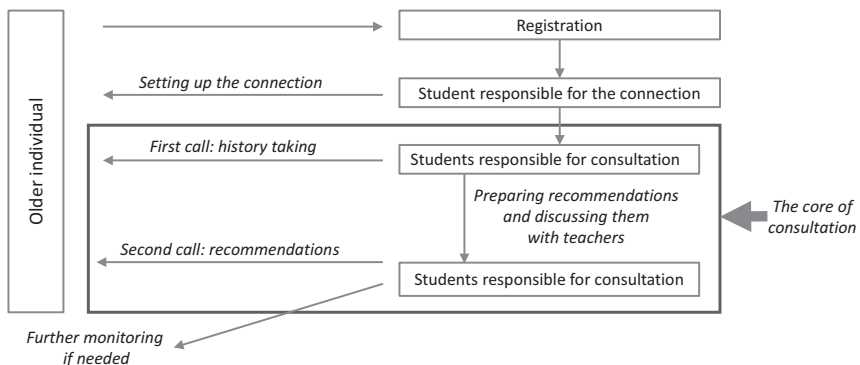 Older individual
Registration
Setting up the connection
Student responsible for the connection
First call: history taking
Students responsible for consultation
Preparing recommendations
and discussing them
with teachers
The core of
consultation
Second call: recommendations
Students responsible for consultation
Further monitoring
if needed